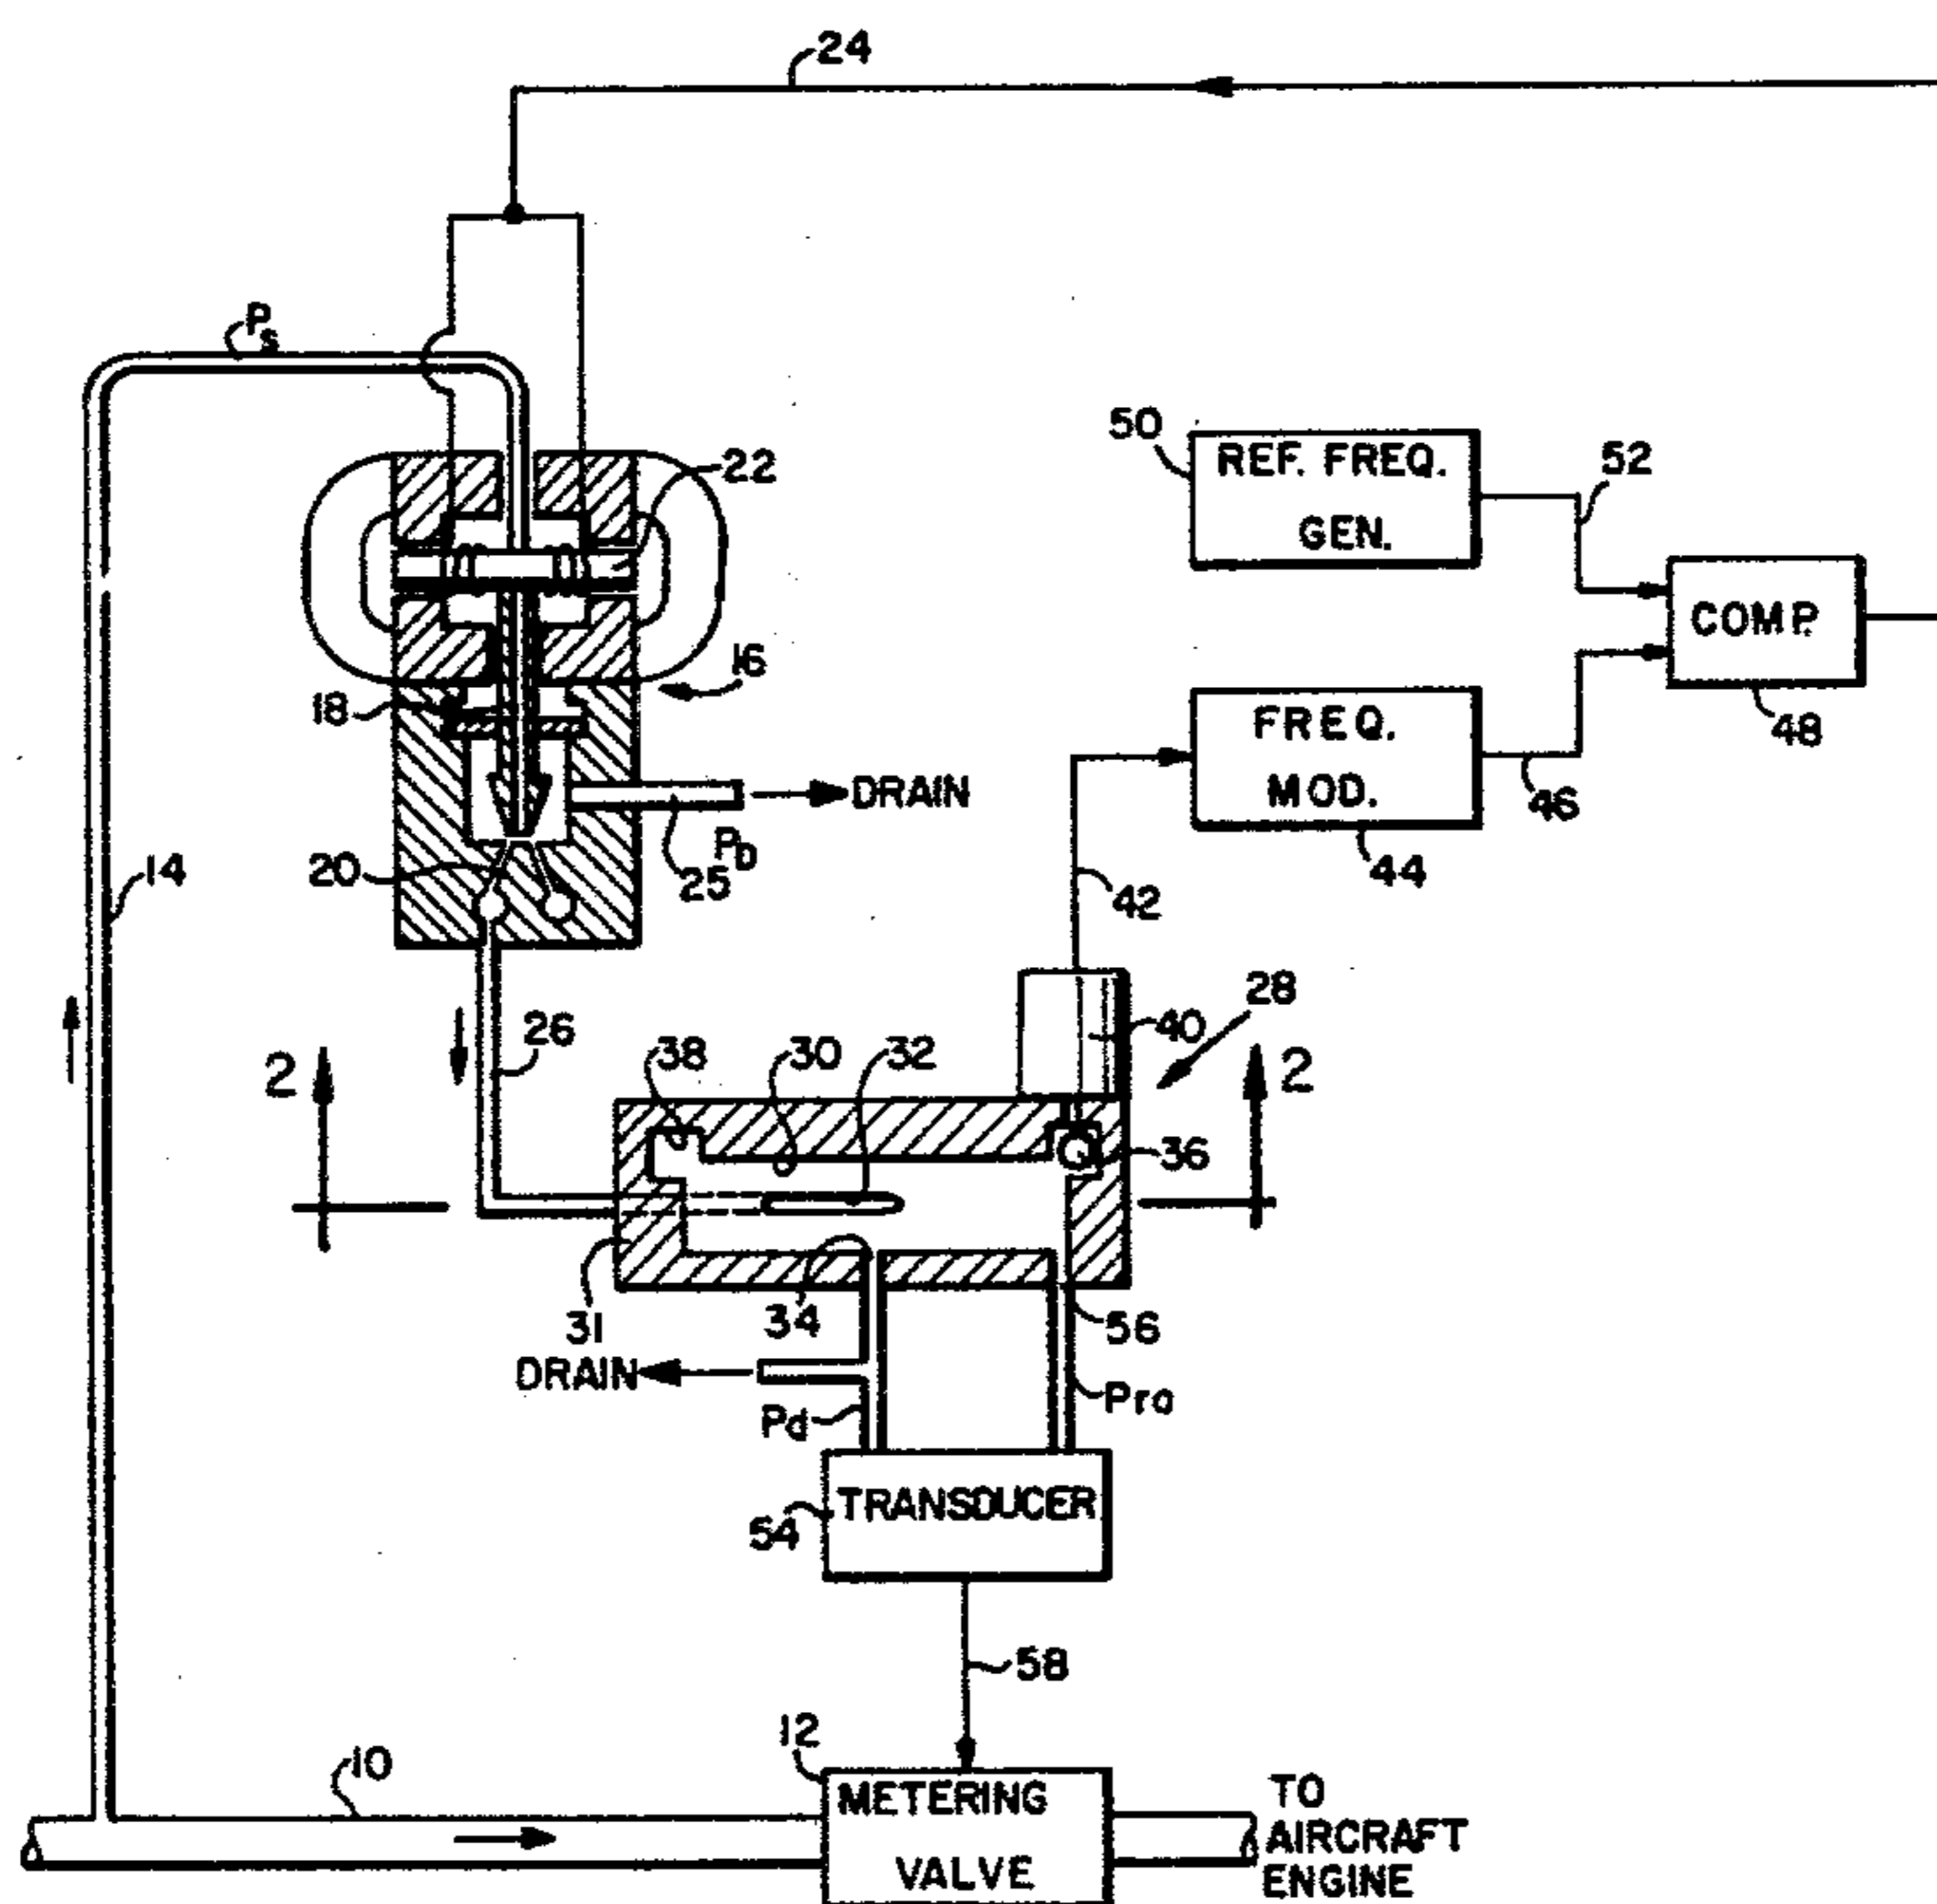 24
Ps
50
REF. FREQ.
GEN.
52
22
COMP.
16
18
FREQ.
MOD.
48
DRAIN
46
PD
20
25
14
44
42
28
26
40
2
38
30
32
2
36
31
34
56
DRAIN
Pro
Pd
TRANSDUCER
54
58
12
10
METERING
VALVE
TO
AIRCRAFT
ENGINE